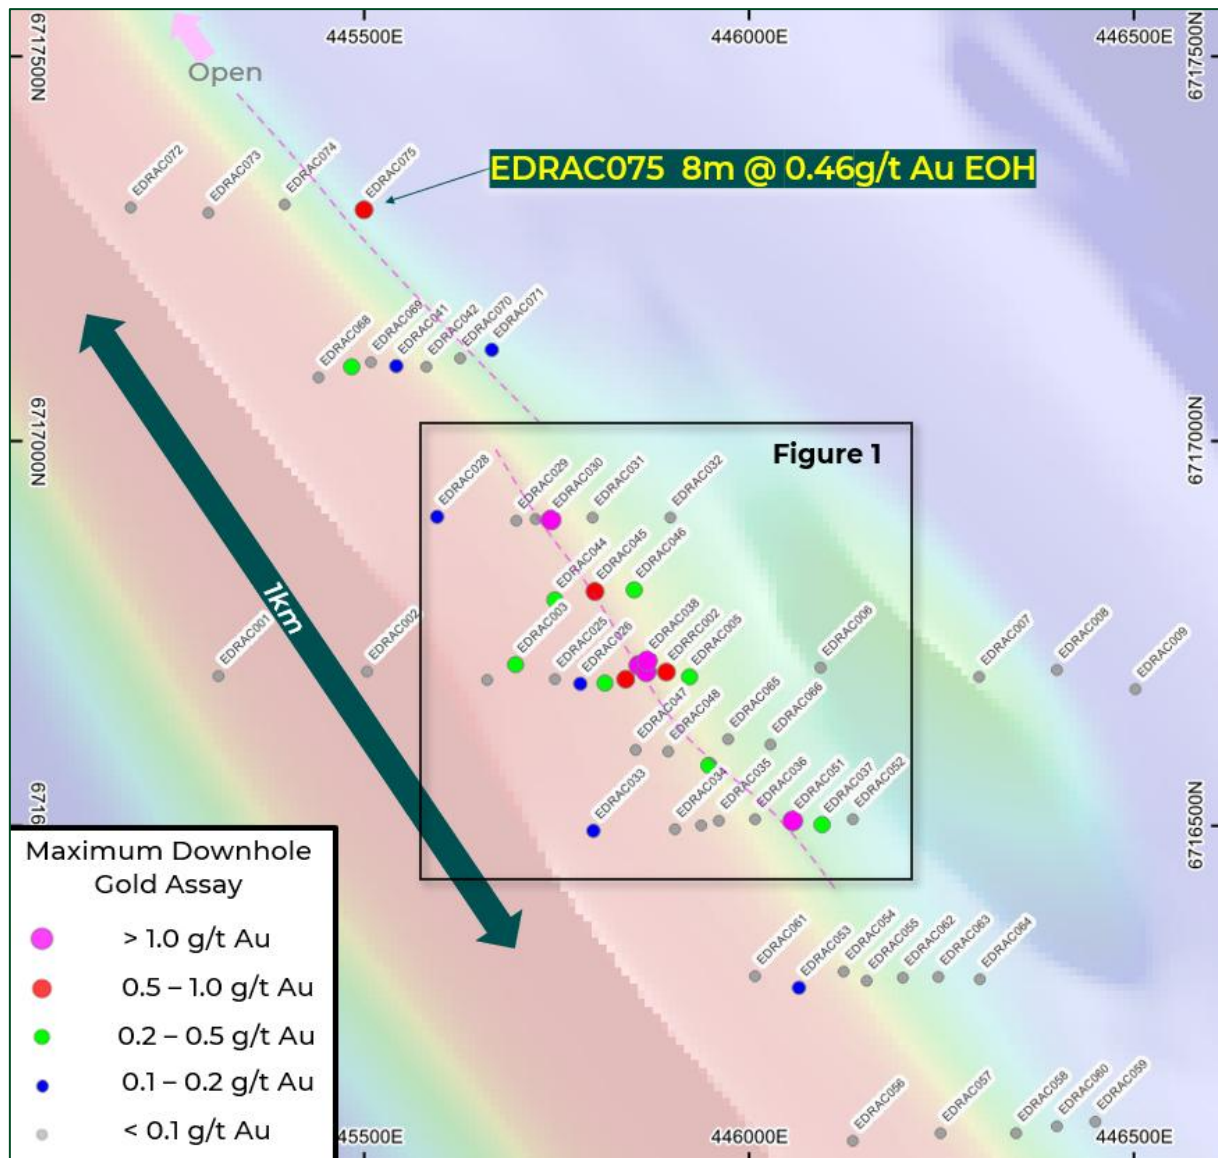 445500E
446000E
446500E
6717500N
6717500N
Open
EDRAC072
EDRAC073
EDRAC074
EDRAC075
EDRAC075 8m @ 0.46g/t Au EOH
EDRAC068
EDRAC069
EDRAC041
EDRAC042
EDRAC070
EDRAC071
6717000N
6717000N
Figure 1
EDRAC028
EDRAC029
EDRAC030
EDRAC031
EDRAC032
EDRAC044
EDRAC045
EDRAC046
1km
EDRAC001
EDRAC002
EDRAC003
EDRAC025
EDRAC026
EDRAC038
EDRRC002
EDRAC005
EDRAC006
EDRAC007
EDRAC008
EDRAC009
EDRAC047
EDRAC048
EDRAC065
EDRAC066
EDRAC033
EDRAC034
EDRAC035
EDRAC036
EDRAC051
EDRAC037
EDRAC052
6716
6716500N
EDRAC061
EDRAC053
EDRAC054
EDRAC055
EDRAC062
EDRAC063
EDRAC064
EDRAC056
EDRAC057
EDRAC058
EDRAC060
EDRAC059
Maximum Downhole
Gold Assay
> 1.0 g/t Au
0.5 – 1.0 g/t Au
0.2 – 0.5 g/t Au
0.1 – 0.2 g/t Au
< 0.1 g/t Au
45500E
446000E
446500E